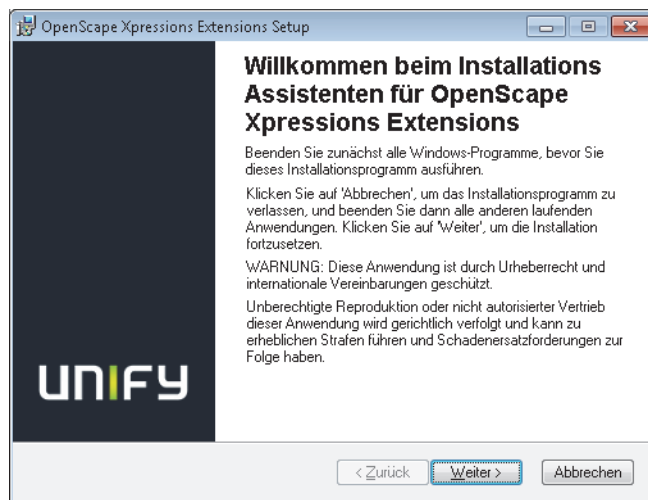 OpenScape Xpressions Extensions Setup
Willkommen beim Installations
Assistenten für OpenScape
Xpressions Extensions
Beenden Sie zunächst alle Windows-Programme, bevor Sie
dieses Installationsprogramm ausführen.
Klicken Sie auf 'Abbrechen', um das Installationsprogramm zu
verlassen, und beenden Sie dann alle anderen laufenden
Anwendungen. Klicken Sie auf 'Weiter', um die Installation
fortzusetzen.
WARNUNG: Diese Anwendung ist durch Urheberrecht und
internationale Vereinbarungen geschützt.
Unberechtigte Reproduktion oder nicht autorisierter Vertrieb
dieser Anwendung wird gerichtlich verfolgt und kann zu
erheblichen Strafen führen und Schadenersatzforderungen zur
Folge haben.
UNIFY
< Zurück Weiter > Abbrechen